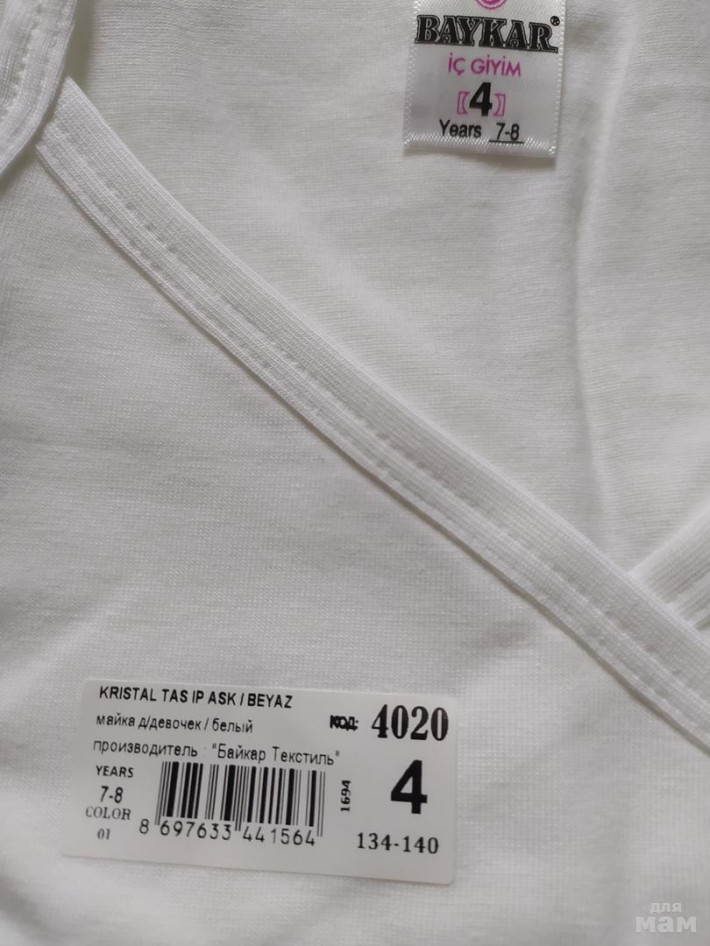 BAYKAR®
İÇ GİYİM
[4]
Years 7-8
KRISTAL TAS IP ASK / BEYAZ
майка д/девочек / белый
производитель : "Байкар Текстиль"
КОД: 4020
YEARS
7-8
COLOR
01
8 697633 441564
1694
4
134-140
для
мам